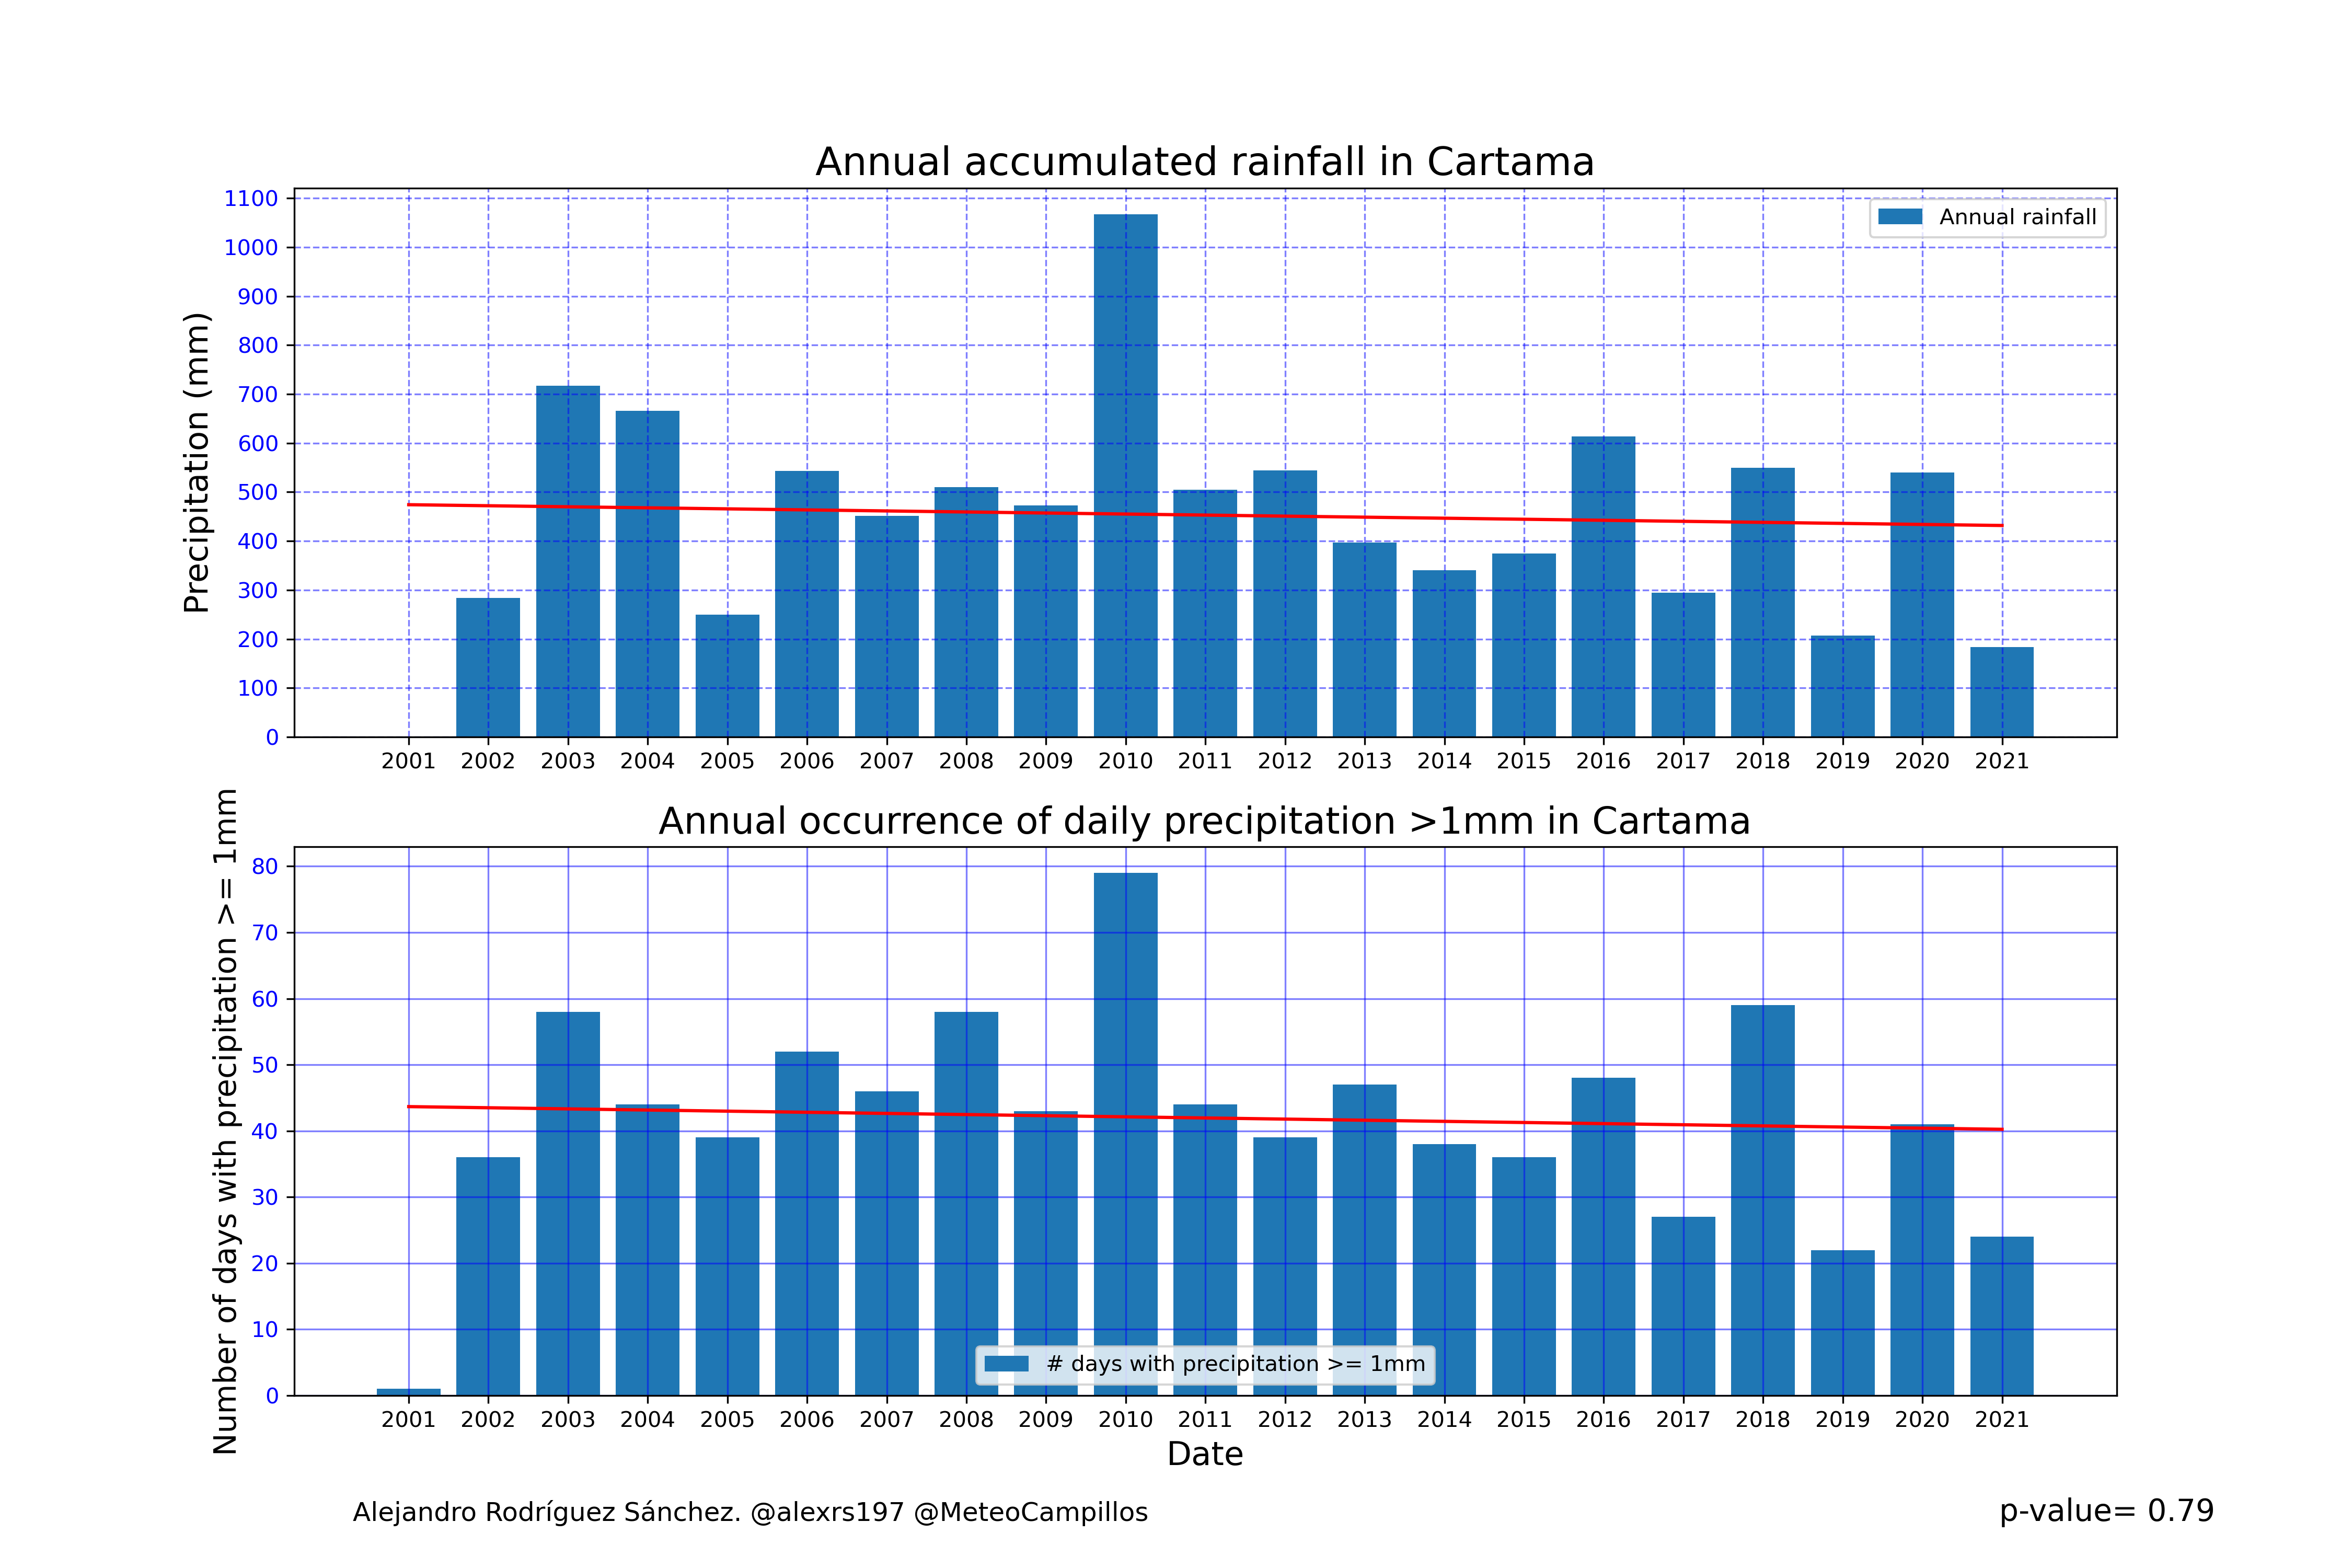 Annual accumulated rainfall in Cartama
Precipitation (mm)
1100
1000
900
800
700
600
500
400
300
200
100
0
Annual rainfall
2001 2002 2003 2004 2005 2006 2007 2008 2009 2010 2011 2012 2013 2014 2015 2016 2017 2018 2019 2020 2021
Annual occurrence of daily precipitation >1mm in Cartama
Number of days with precipitation >= 1mm
80
70
60
50
40
30
20
10
0
# days with precipitation >= 1mm
2001 2002 2003 2004 2005 2006 2007 2008 2009 2010 2011 2012 2013 2014 2015 2016 2017 2018 2019 2020 2021
Date
Alejandro Rodríguez Sánchez. @alexrs197 @MeteoCampillos
p-value= 0.79